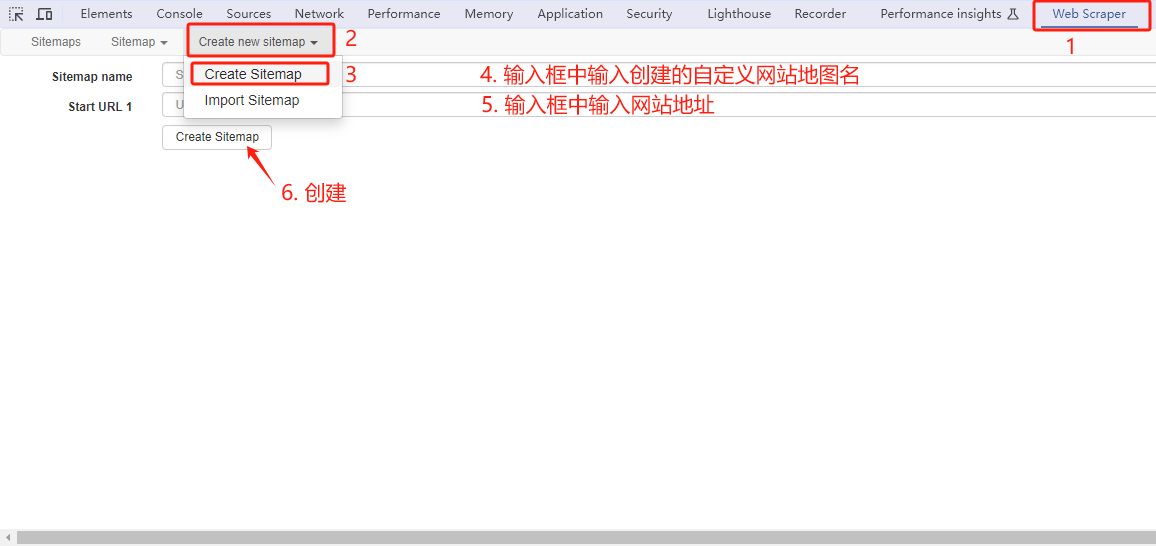 Elements Console Sources Network Performance Memory Application Security Lighthouse Recorder Performance insights Web Scraper
1
Sitemaps Sitemap Create new sitemap 2
Sitemap name S Create Sitemap 3 4. 输入框中输入创建的自定义网站地图名
Import Sitemap
Start URL 1 U 5. 输入框中输入网站地址
Create Sitemap
6. 创建